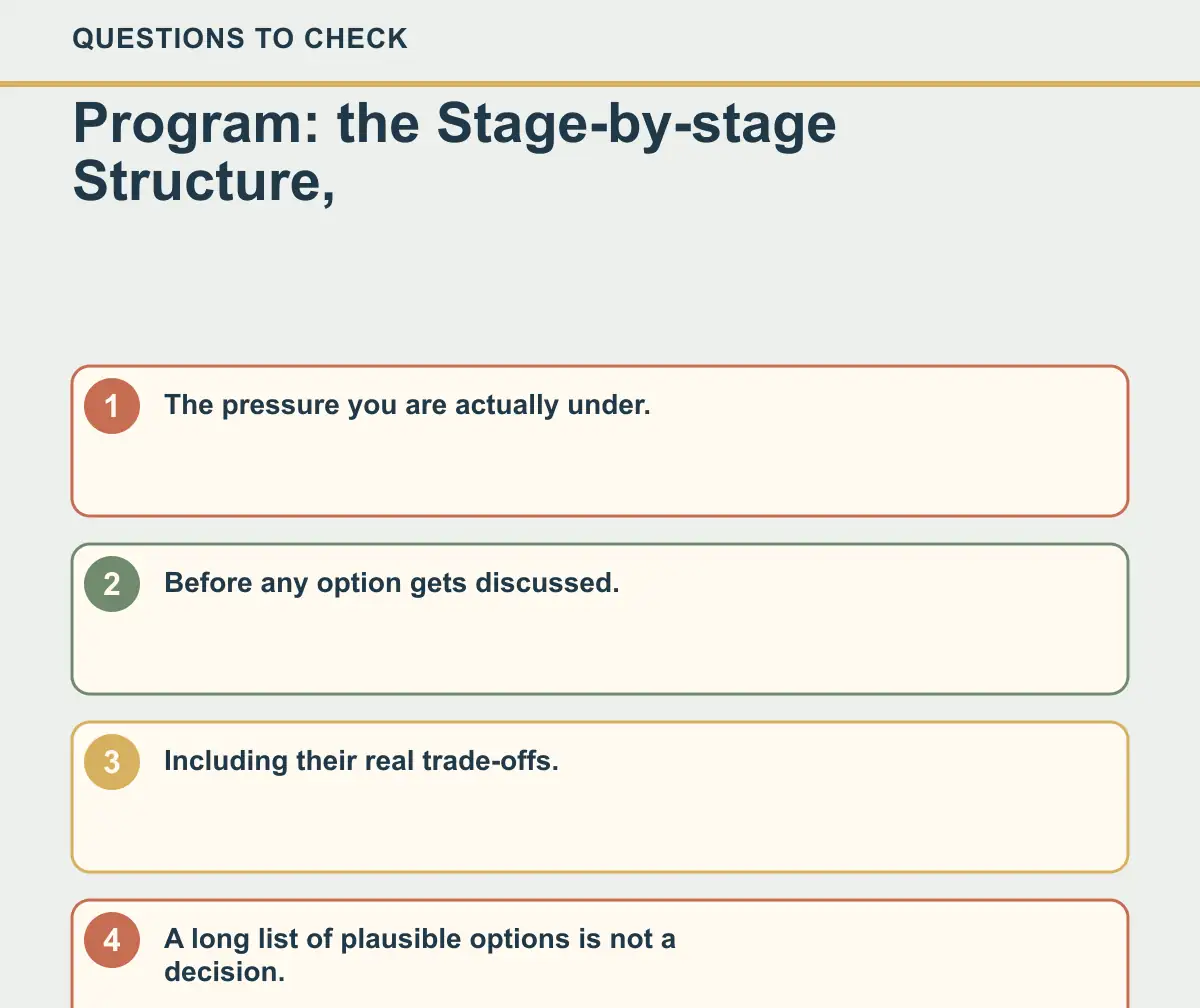 QUESTIONS TO CHECK
Program: the Stage-by-stage
Structure,
1
The pressure you are actually under.
2
Before any option gets discussed.
3
Including their real trade-offs.
4
A long list of plausible options is not a
decision.